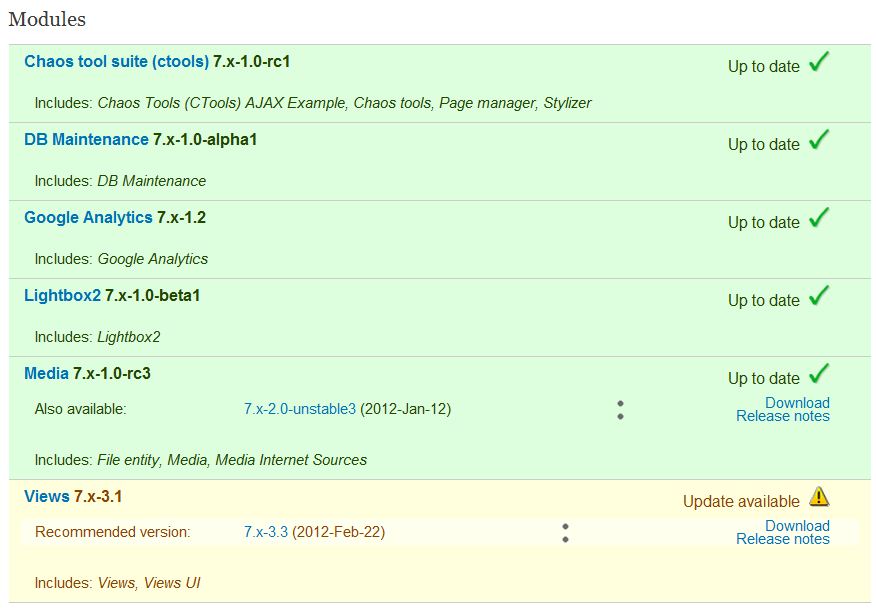 Modules
Chaos tool suite (ctools) 7.x-1.0-rc1
Up to date
Includes: Chaos Tools (CTools) AJAX Example, Chaos tools, Page manager, Stylizer
DB Maintenance 7.x-1.0-alpha1
Up to date
Includes: DB Maintenance
Google Analytics 7.x-1.2
Up to date
Includes: Google Analytics
Lightbox2 7.x-1.0-beta1
Up to date
Includes: Lightbox2
Media 7.x-1.0-rc3
Up to date
Also available: 7.x-2.0-unstable3 (2012-Jan-12)
Download
Release notes
Includes: File entity, Media, Media Internet Sources
Views 7.x-3.1
Update available
Recommended version: 7.x-3.3 (2012-Feb-22)
Download
Release notes
Includes: Views, Views UI